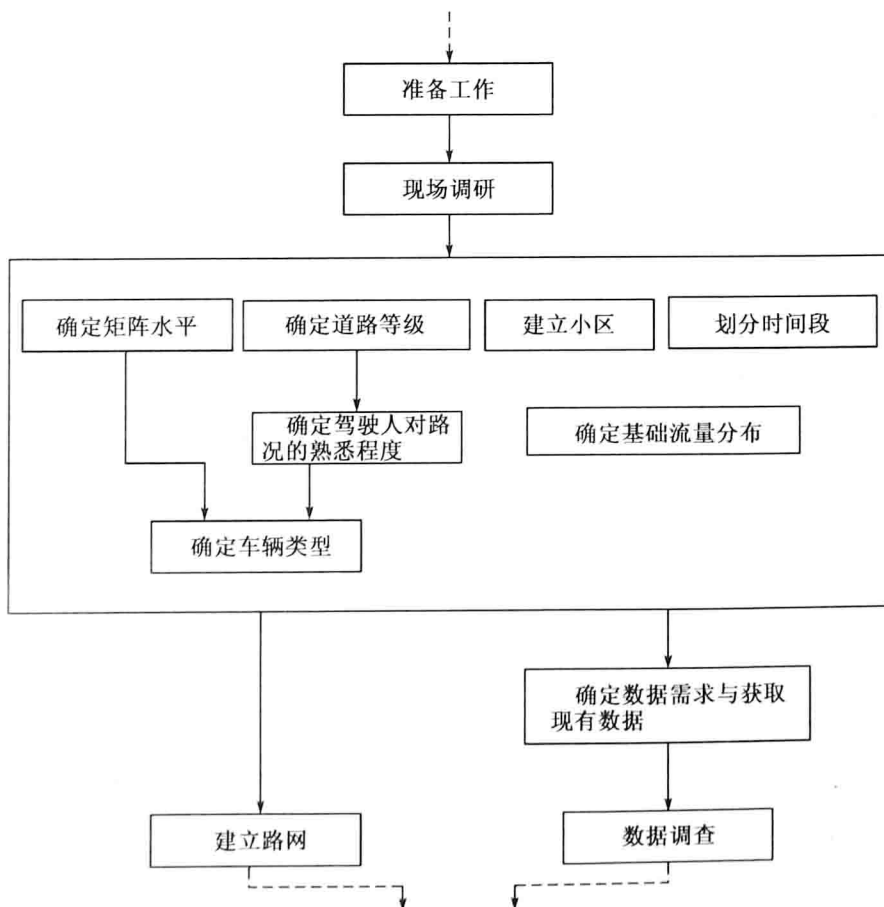 准备工作
现场调研
确定矩阵水平
确定道路等级
建立小区
划分时间段
确定驾驶人对路
况的熟悉程度
确定基础流量分布
确定车辆类型
确定数据需求与获取
现有数据
建立路网
数据调查